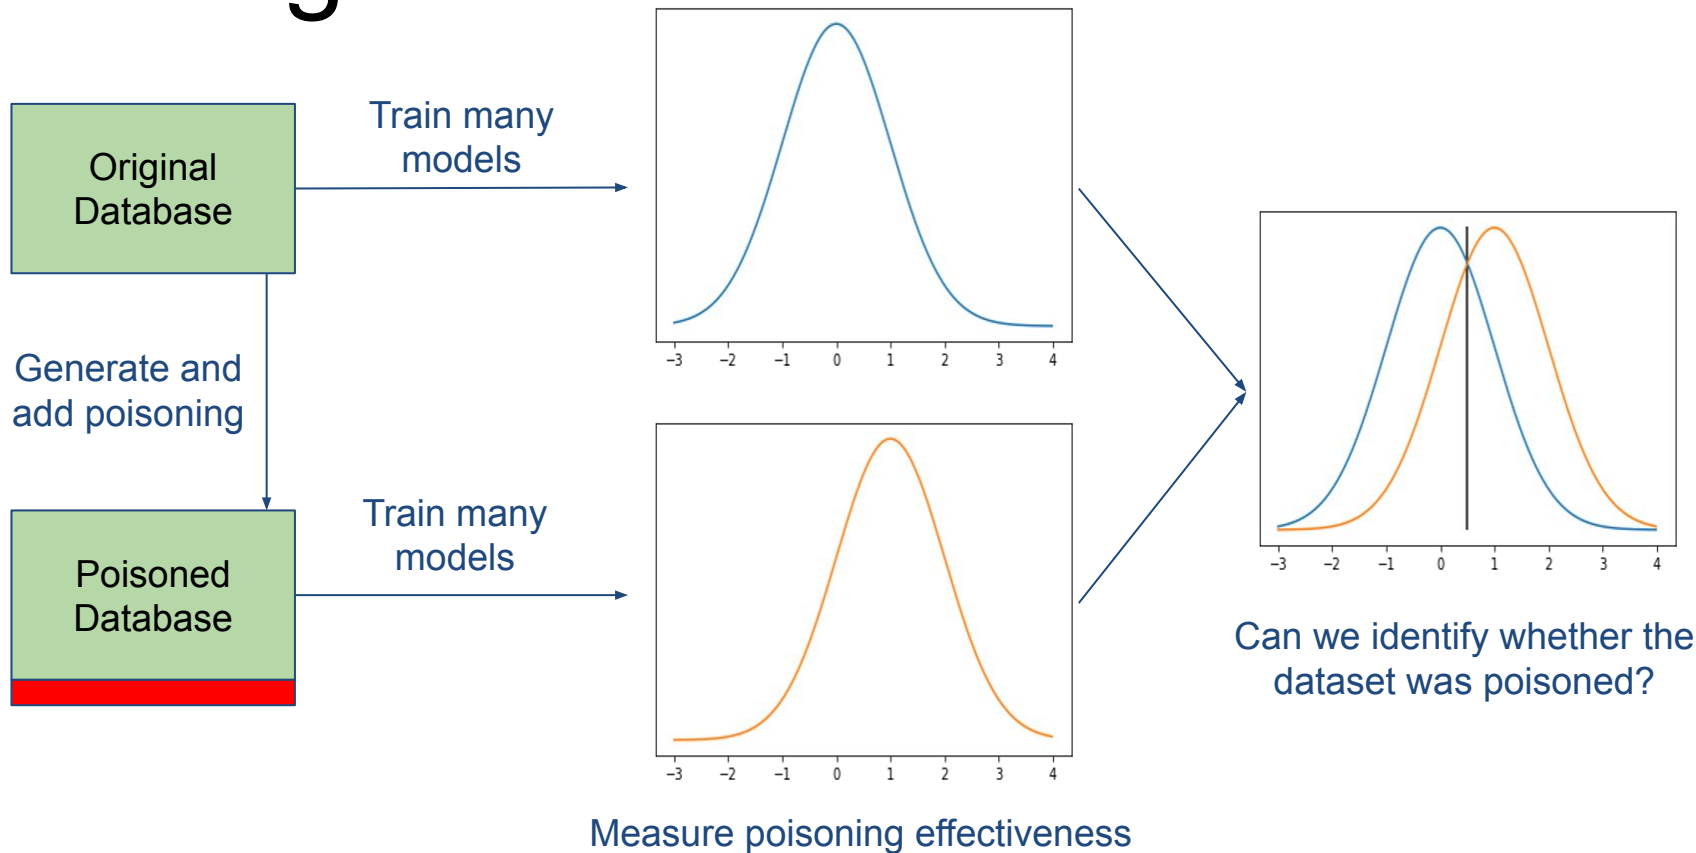 Original
Database
Train many
models
−3 −2 −1 0 1 2 3 4
Generate and
add poisoning
Poisoned
Database
Train many
models
−3 −2 −1 0 1 2 3 4
Measure poisoning effectiveness
−3 −2 −1 0 1 2 3 4
Can we identify whether the
dataset was poisoned?